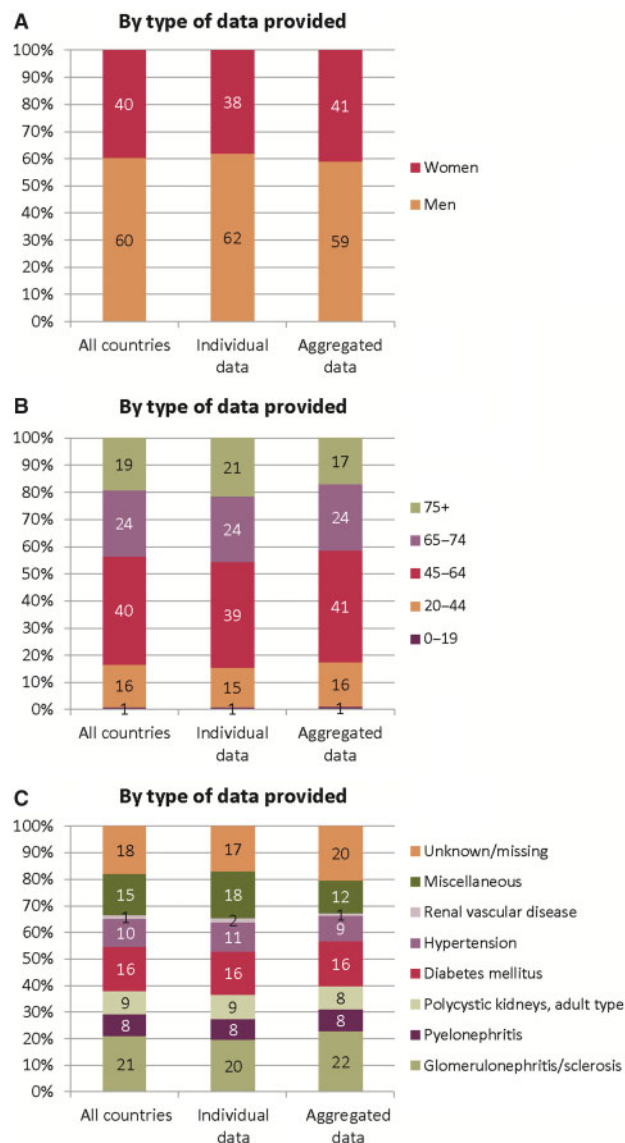 A
By type of data provided
100%
90%
80%
70%
60%
50%
40%
30%
20%
10%
0%
40
38
41
60
62
59
All countries
Individual
data
Aggregated
data
Women
Men
B
By type of data provided
100%
90%
80%
70%
60%
50%
40%
30%
20%
10%
0%
19
21
17
24
24
24
40
39
41
16
15
16
1
1
1
All countries
Individual
data
Aggregated
data
75+
65–74
45–64
20–44
0–19
C
By type of data provided
100%
90%
80%
70%
60%
50%
40%
30%
20%
10%
0%
18
17
20
15
18
12
1
2
1
10
11
9
16
16
16
9
9
8
8
8
8
21
20
22
All countries
Individual
data
Aggregated
data
Unknown/missing
Miscellaneous
Renal vascular disease
Hypertension
Diabetes mellitus
Polycystic kidneys, adult type
Pyelonephritis
Glomerulonephritis/sclerosis